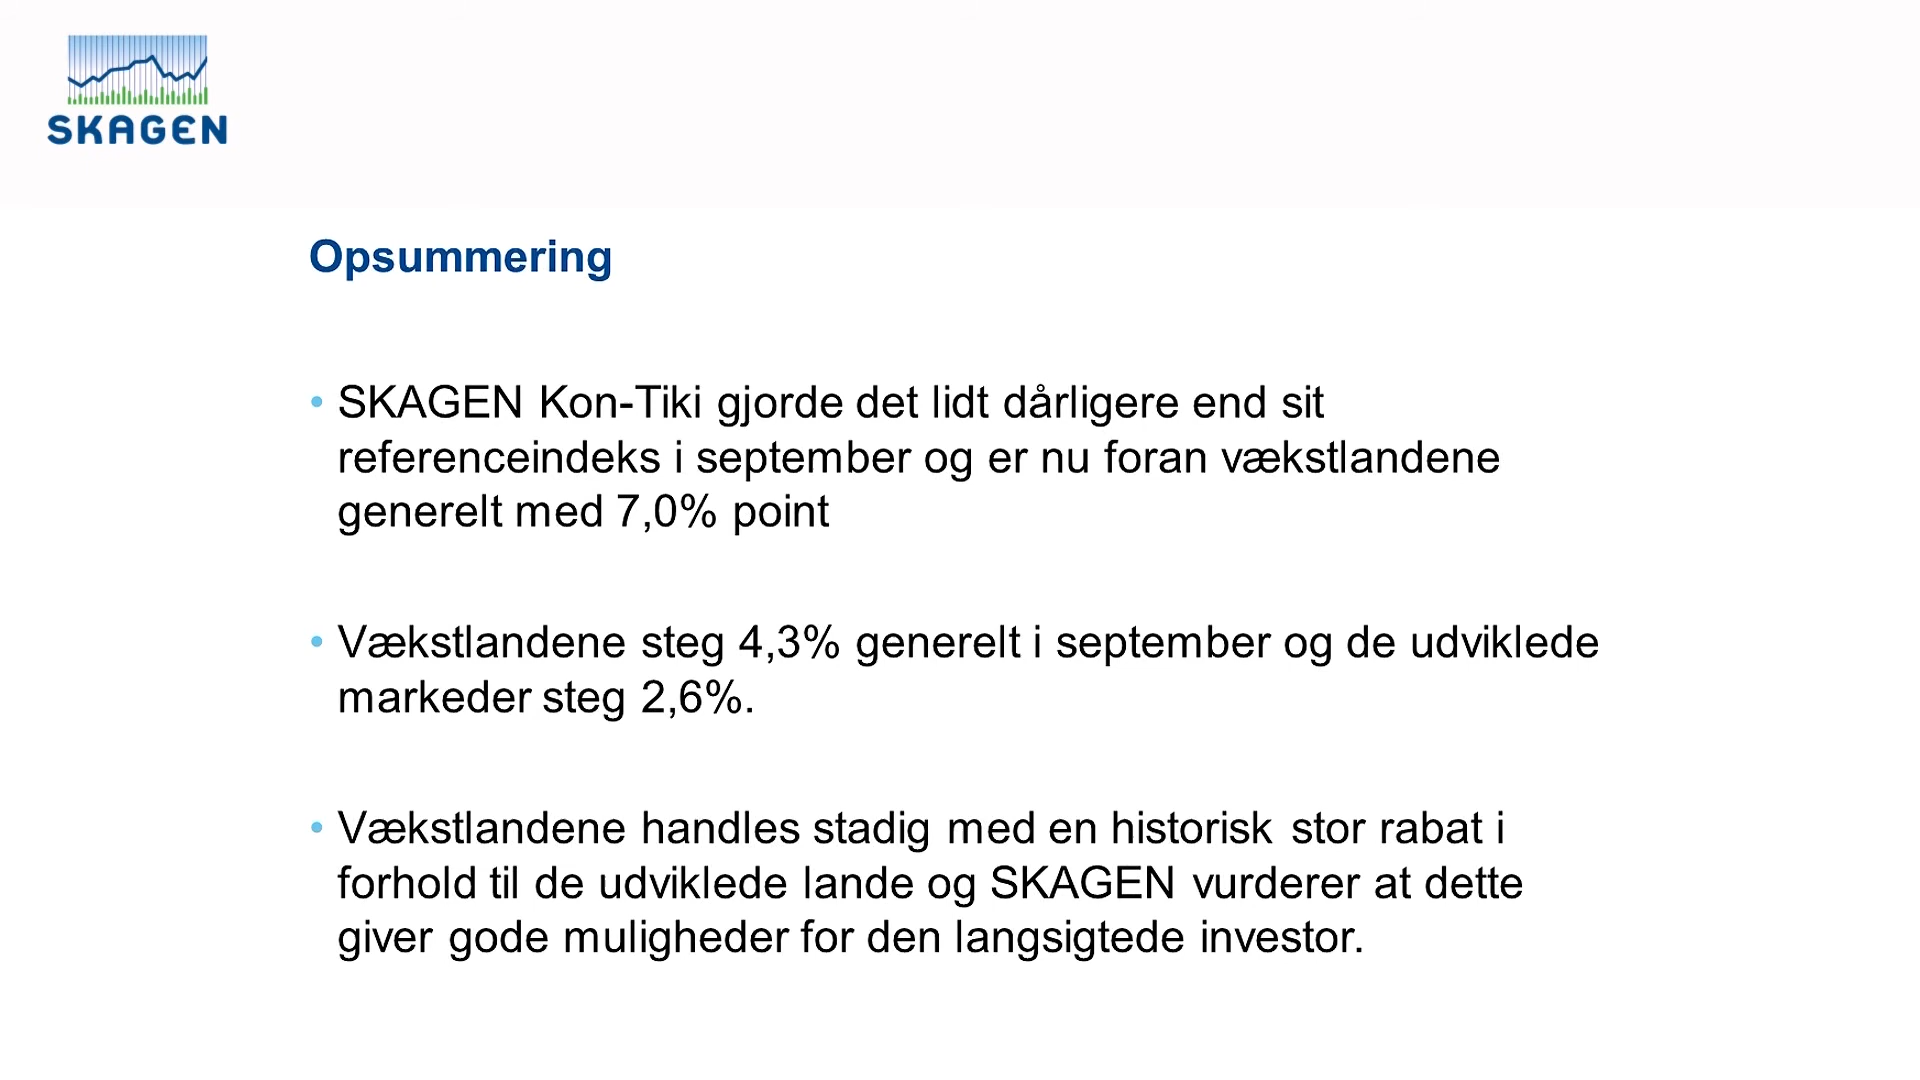 SKAGEN
Opsummering
• SKAGEN Kon-Tiki gjorde det lidt dårligere end sit
referenceindeks i september og er nu foran vækstlandene
generelt med 7,0% point
• Vækstlandene steg 4,3% generelt i september og de udviklede
markeder steg 2,6%.
• Vækstlandene handles stadig med en historisk stor rabat i
forhold til de udviklede lande og SKAGEN vurderer at dette
giver gode muligheder for den langsigtede investor.